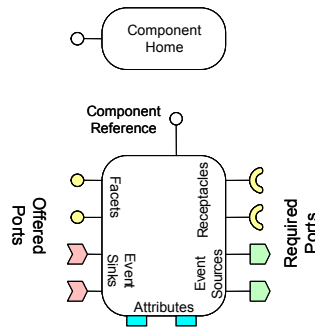 Component
Home
Component
Reference
Offered
Ports
Facets
Event
Sinks
Receptacles
Event
Sources
Attributes
Required
Ports